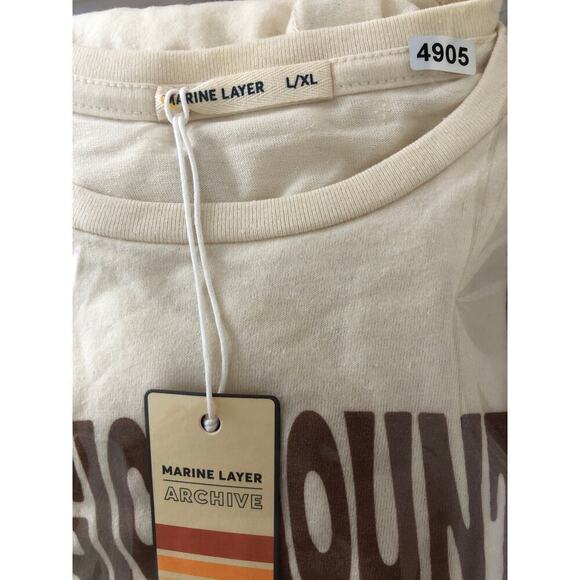 4905
MARINE LAYER L/XL
MARINE LAYER
ARCHIVE